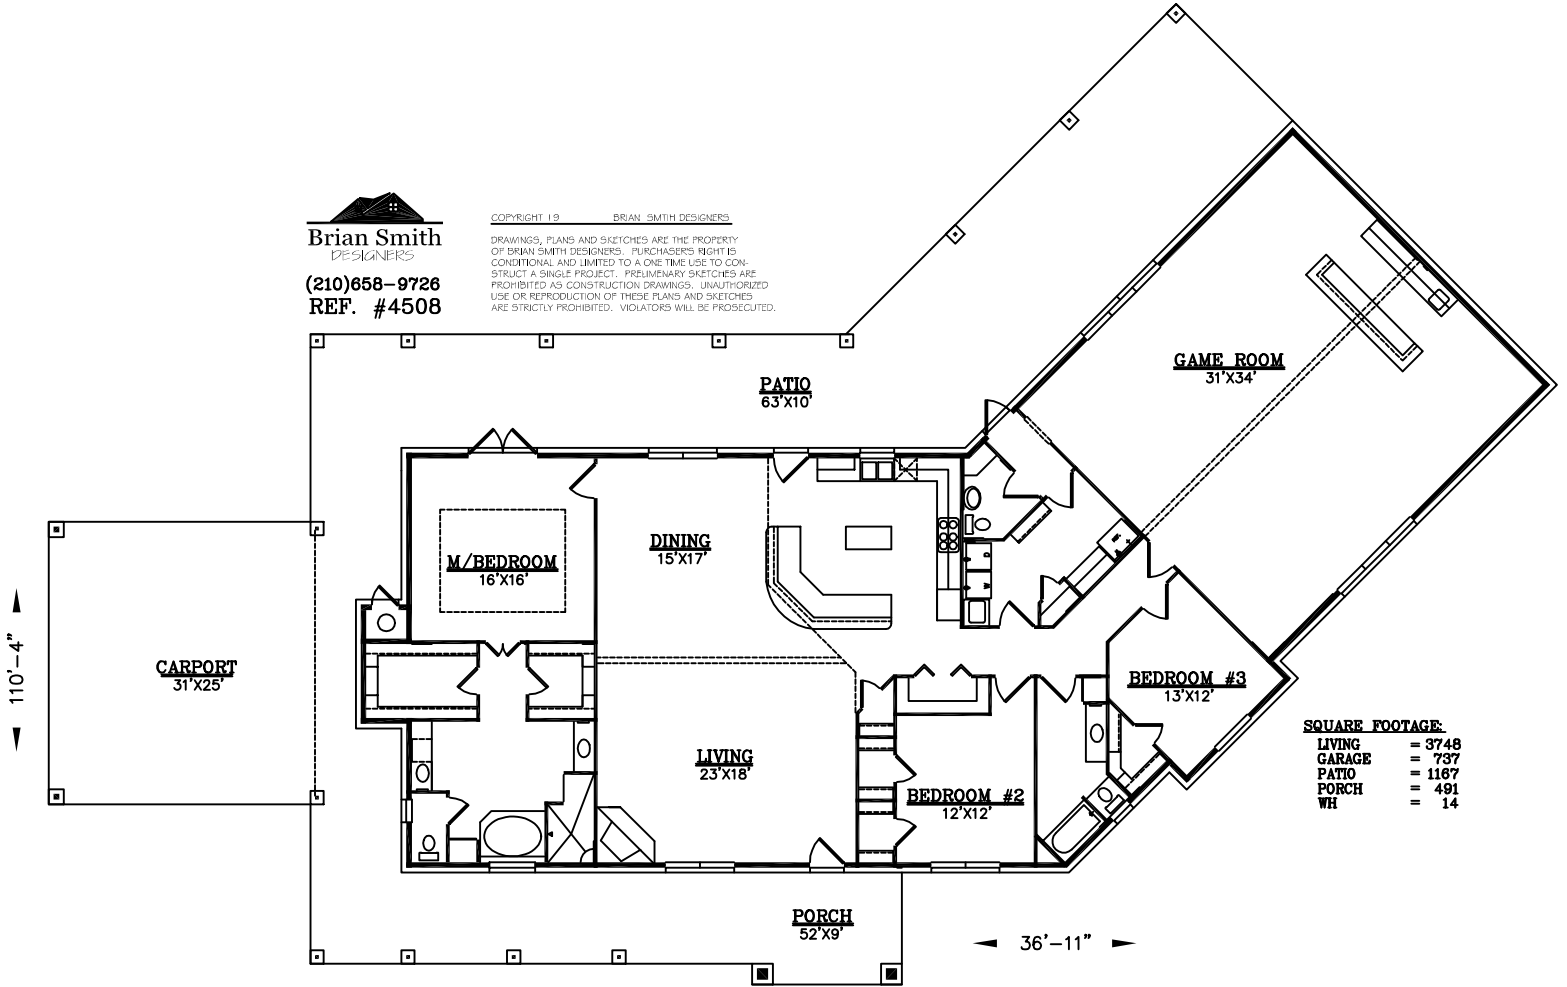 Brian Smith
DESIGNERS
(210)658-9726
REF. #4508
COPYRIGHT 19 BRIAN SMITH DESIGNERS
DRAWINGS, PLANS AND SKETCHES ARE THE PROPERTY
OF BRIAN SMITH DESIGNERS. PURCHASER'S RIGHT IS
CONDITIONAL AND LIMITED TO A ONE TIME USE TO CON-
STRUCT A SINGLE PROJECT. PRELIMENARY SKETCHES ARE
PROHIBITED AS CONSTRUCTION DRAWINGS. UNAUTHORIZED
USE OR REPRODUCTION OF THESE PLANS AND SKETCHES
ARE STRICTLY PROHIBITED. VIOLATORS WILL BE PROSECUTED.
GAME ROOM
31'X34'
PATIO
63'X10'
DINING
15'X17'
M/BEDROOM
16'X16'
CARPORT
31'X25'
110'-4"
BEDROOM #3
13'X12'
LIVING
23'X18'
BEDROOM #2
12'X12'
SQUARE FOOTAGE:
LIVING = 3748
GARAGE = 737
PATIO = 1167
PORCH = 491
WH = 14
PORCH
52'X9'
36'-11"